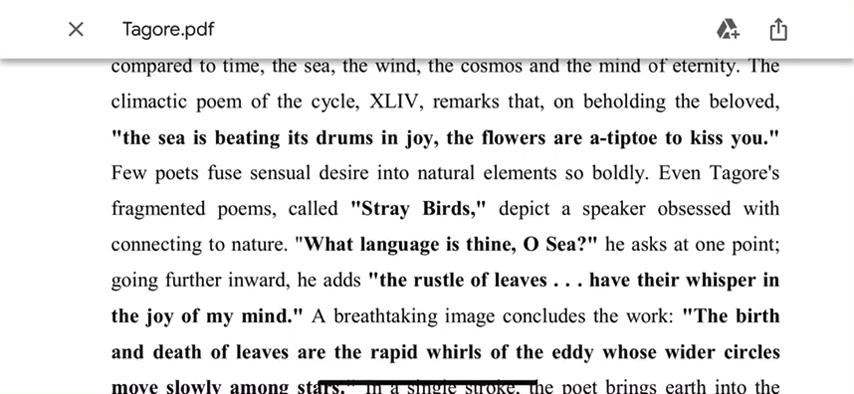 Tagore.pdf
compared to time, the sea, the wind, the cosmos and the mind of eternity. The
climactic poem of the cycle, XLIV, remarks that, on beholding the beloved,
"the sea is beating its drums in joy, the flowers are a-tiptoe to kiss you."
Few poets fuse sensual desire into natural elements so boldly. Even Tagore's
fragmented poems, called "Stray Birds," depict a speaker obsessed with
connecting to nature. "What language is thine, O Sea?" he asks at one point;
going further inward, he adds "the rustle of leaves . . . have their whisper in
the joy of my mind." A breathtaking image concludes the work: "The birth
and death of leaves are the rapid whirls of the eddy whose wider circles
move slowly among stars." In a single stroke, the poet brings earth into the